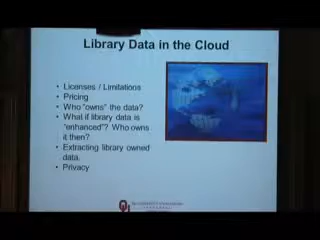 Library Data in the Cloud
• Licenses / Limitations
• Pricing
• Who "owns" the data?
• What if library data is
"enhanced"? Who owns
it then?
• Extracting library owned
data.
• Privacy